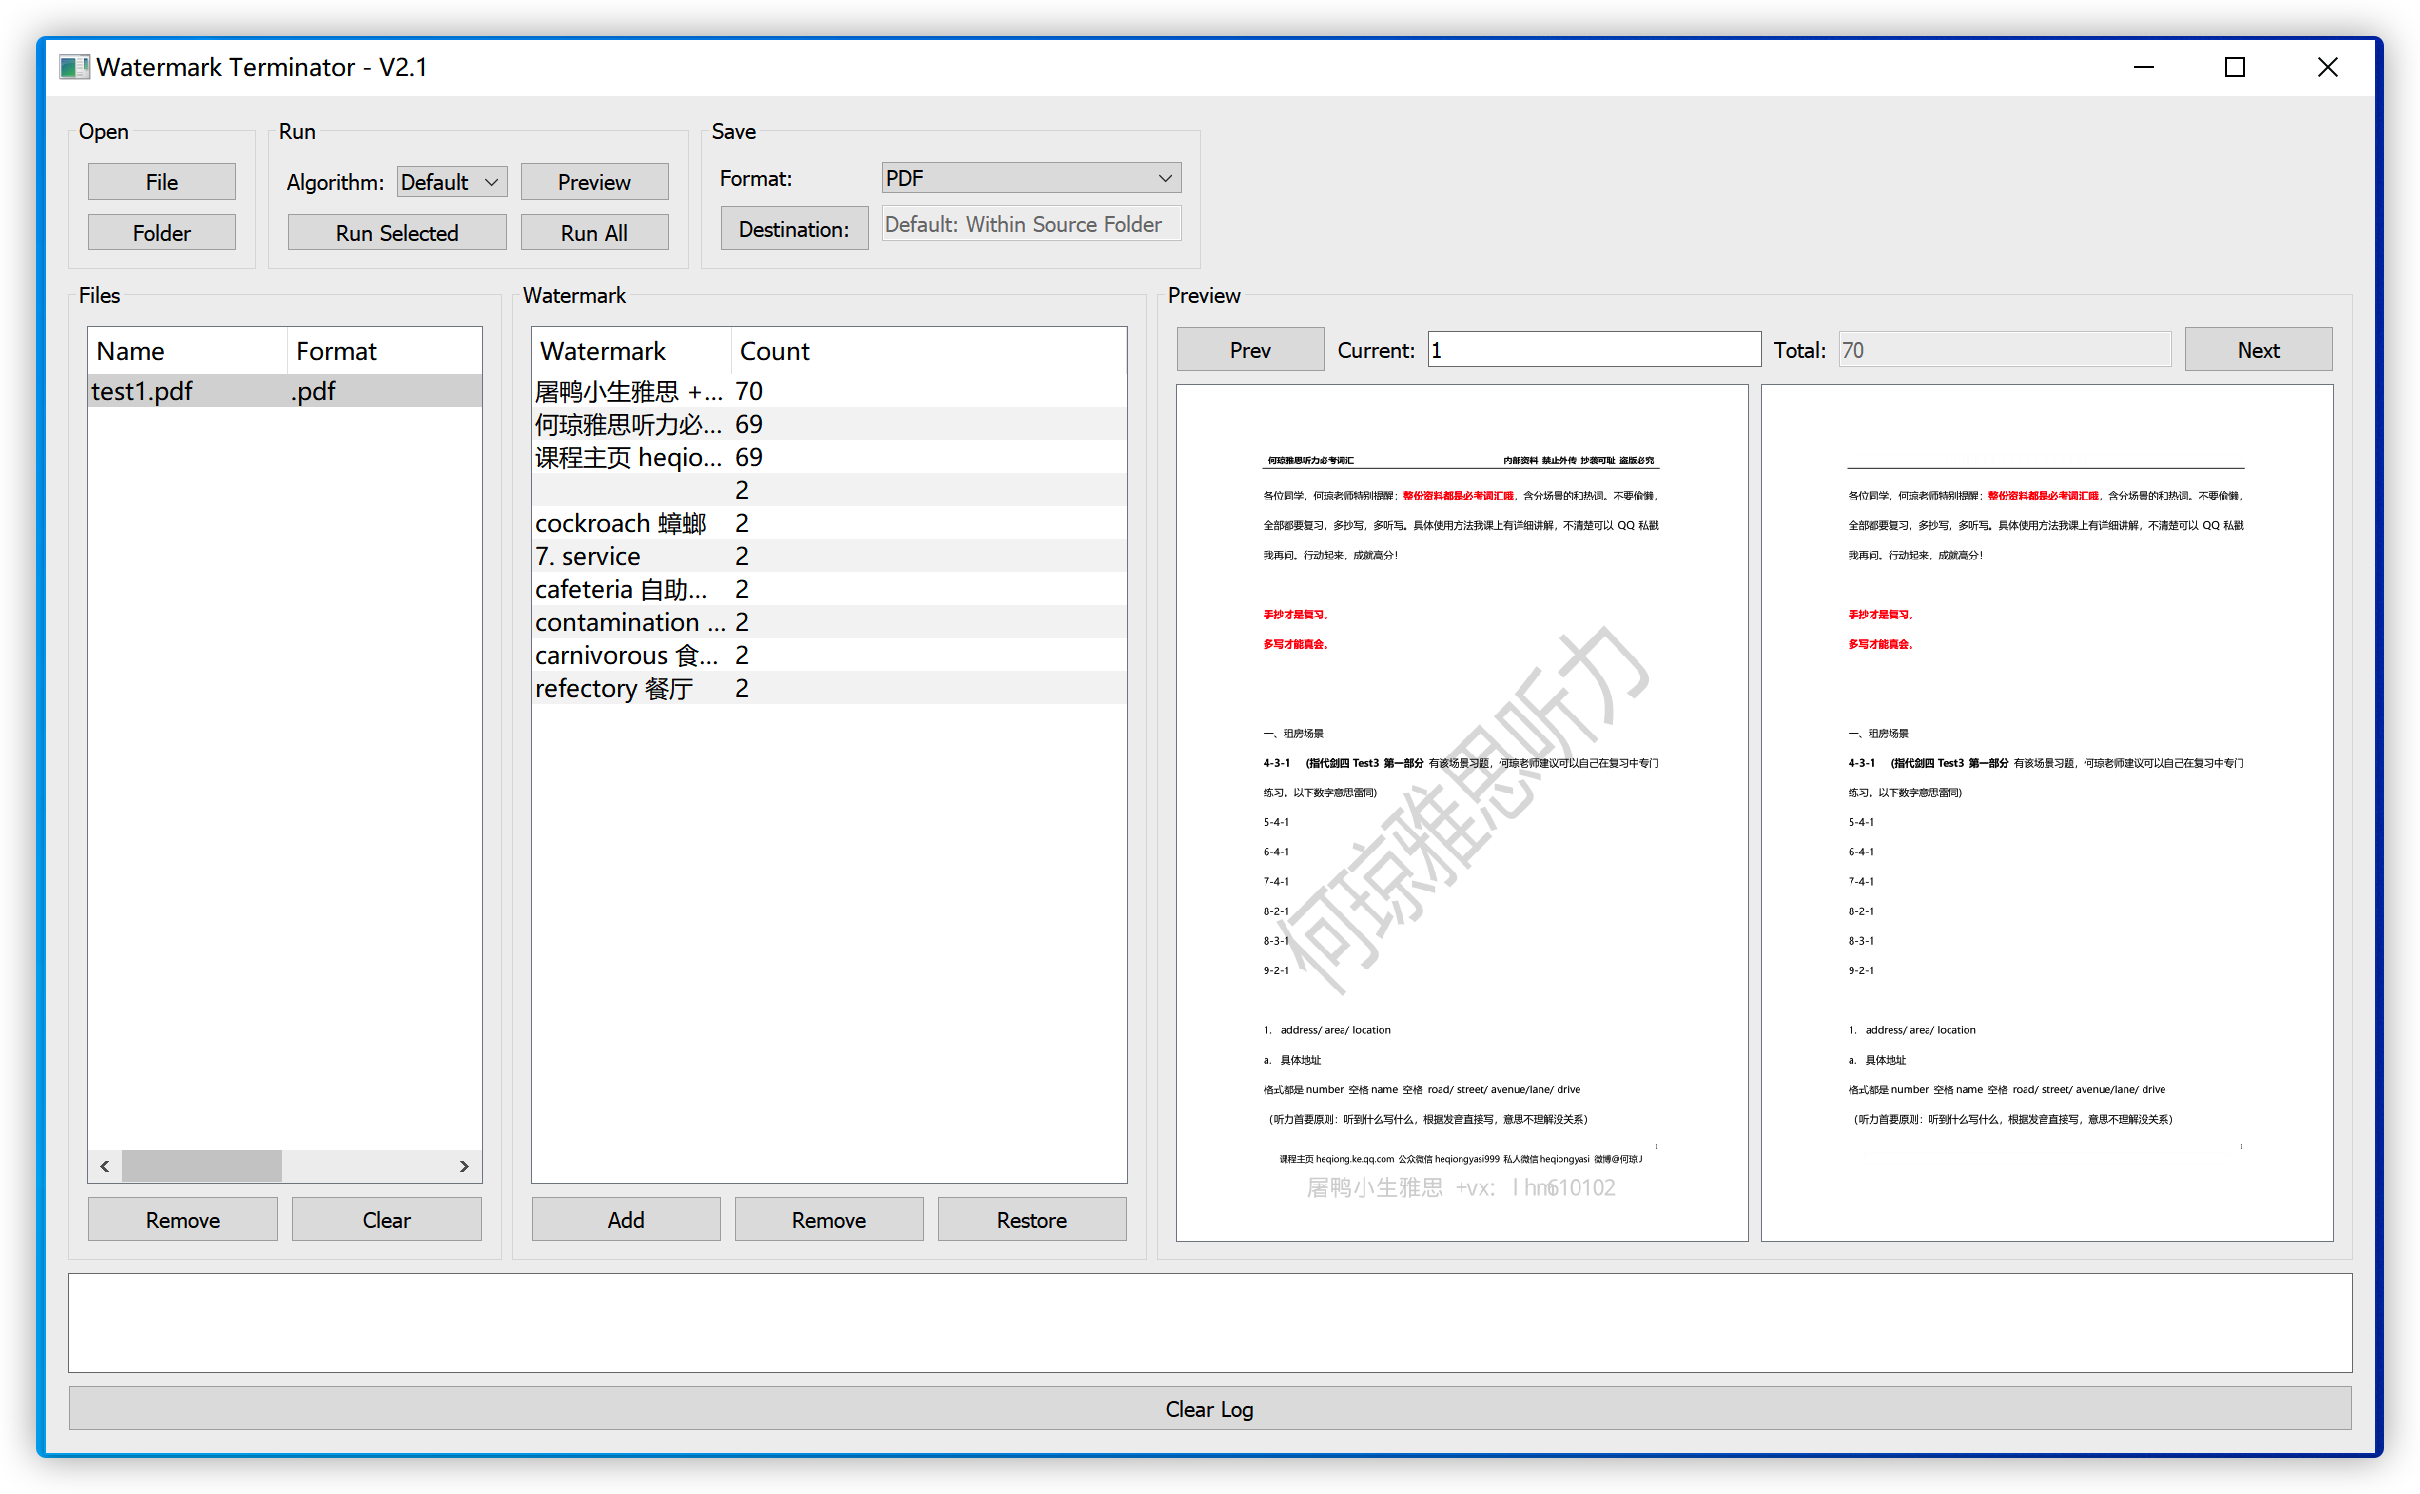 Watermark Terminator - V2.1
Open
File
Folder
Run
Algorithm: Default
Preview
Run Selected
Run All
Save
Format: PDF
Destination: Default: Within Source Folder
Files
Name Format
test1.pdf .pdf
Remove
Clear
Watermark
Watermark Count
屠鸭小生雅思 +... 70
何琼雅思听力必... 69
课程主页 heqio... 69
2
cockroach 蟑螂 2
7. service 2
cafeteria 自助... 2
contamination ... 2
carnivorous 食... 2
refectory 餐厅 2
Add
Remove
Restore
Preview
Prev
Current: 1
Total: 70
Next
何琼雅思听力必考词汇 内部资料 禁止外传 抄袭可耻 盗版必究
各位同学，何琼老师特别提醒：整份资料都是必考词汇哦，含分场景的和热词。不要偷懒，
全部都要复习，多抄写，多听写。具体使用方法我课上有详细讲解，不清楚可以 QQ 私戳
我再问。行动起来，成就高分！
手抄才是复习，
多写才能真会。
一、租房场景
4-3-1 (指代剑四 Test3 第一部分 有该场景习题，何琼老师建议可以自己在复习中专门
练习，以下数字意思雷同)
5-4-1
6-4-1
7-4-1
8-2-1
8-3-1
9-2-1
1. address/ area/ location
a. 具体地址
格式都是 number 空格 name 空格 road/ street/ avenue/lane/ drive
（听力首要原则：听到什么写什么，根据发音直接写，意思不理解没关系）
课程主页 heqiong.ke.qq.com 公众微信 heqiongyasi999 私人微信 heqiongyasi 微博@何琼J
屠鸭小生雅思 +vx: lhm610102
何琼雅思听力
各位同学，何琼老师特别提醒：整份资料都是必考词汇哦，含分场景的和热词。不要偷懒，
全部都要复习，多抄写，多听写。具体使用方法我课上有详细讲解，不清楚可以 QQ 私戳
我再问。行动起来，成就高分！
手抄才是复习，
多写才能真会。
一、租房场景
4-3-1 (指代剑四 Test3 第一部分 有该场景习题，何琼老师建议可以自己在复习中专门
练习，以下数字意思雷同)
5-4-1
6-4-1
7-4-1
8-2-1
8-3-1
9-2-1
1. address/ area/ location
a. 具体地址
格式都是 number 空格 name 空格 road/ street/ avenue/lane/ drive
（听力首要原则：听到什么写什么，根据发音直接写，意思不理解没关系）
Clear Log